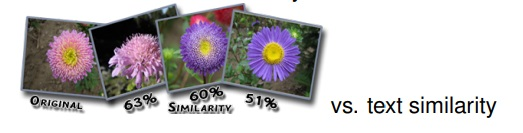 ORIGINAL 63% 60% 51%
SIMILARITY
vs. text similarity